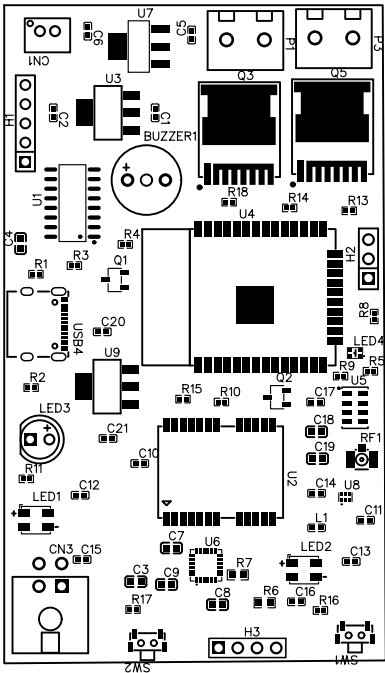 U7
C5
C6
P1
P3
CN1
U3
Q3
Q5
H1
C2
C1
BUZZER1
+
U1
R18
R14
R13
U4
C4
R4
H2
R3
Q1
R1
R8
USB4
C20
LED4
U9
R9
R5
R2
Q2
U5
R15
R10
C17
LED3
C18
C21
RF1
C19
C10
R11
U2
C12
C14
U8
LED1
+
-
L1
C11
C7
U6
LED2
CN3
C15
C13
+
-
R7
C3
C9
R17
C8
R6
C16
R16
H3
SW2
SW1